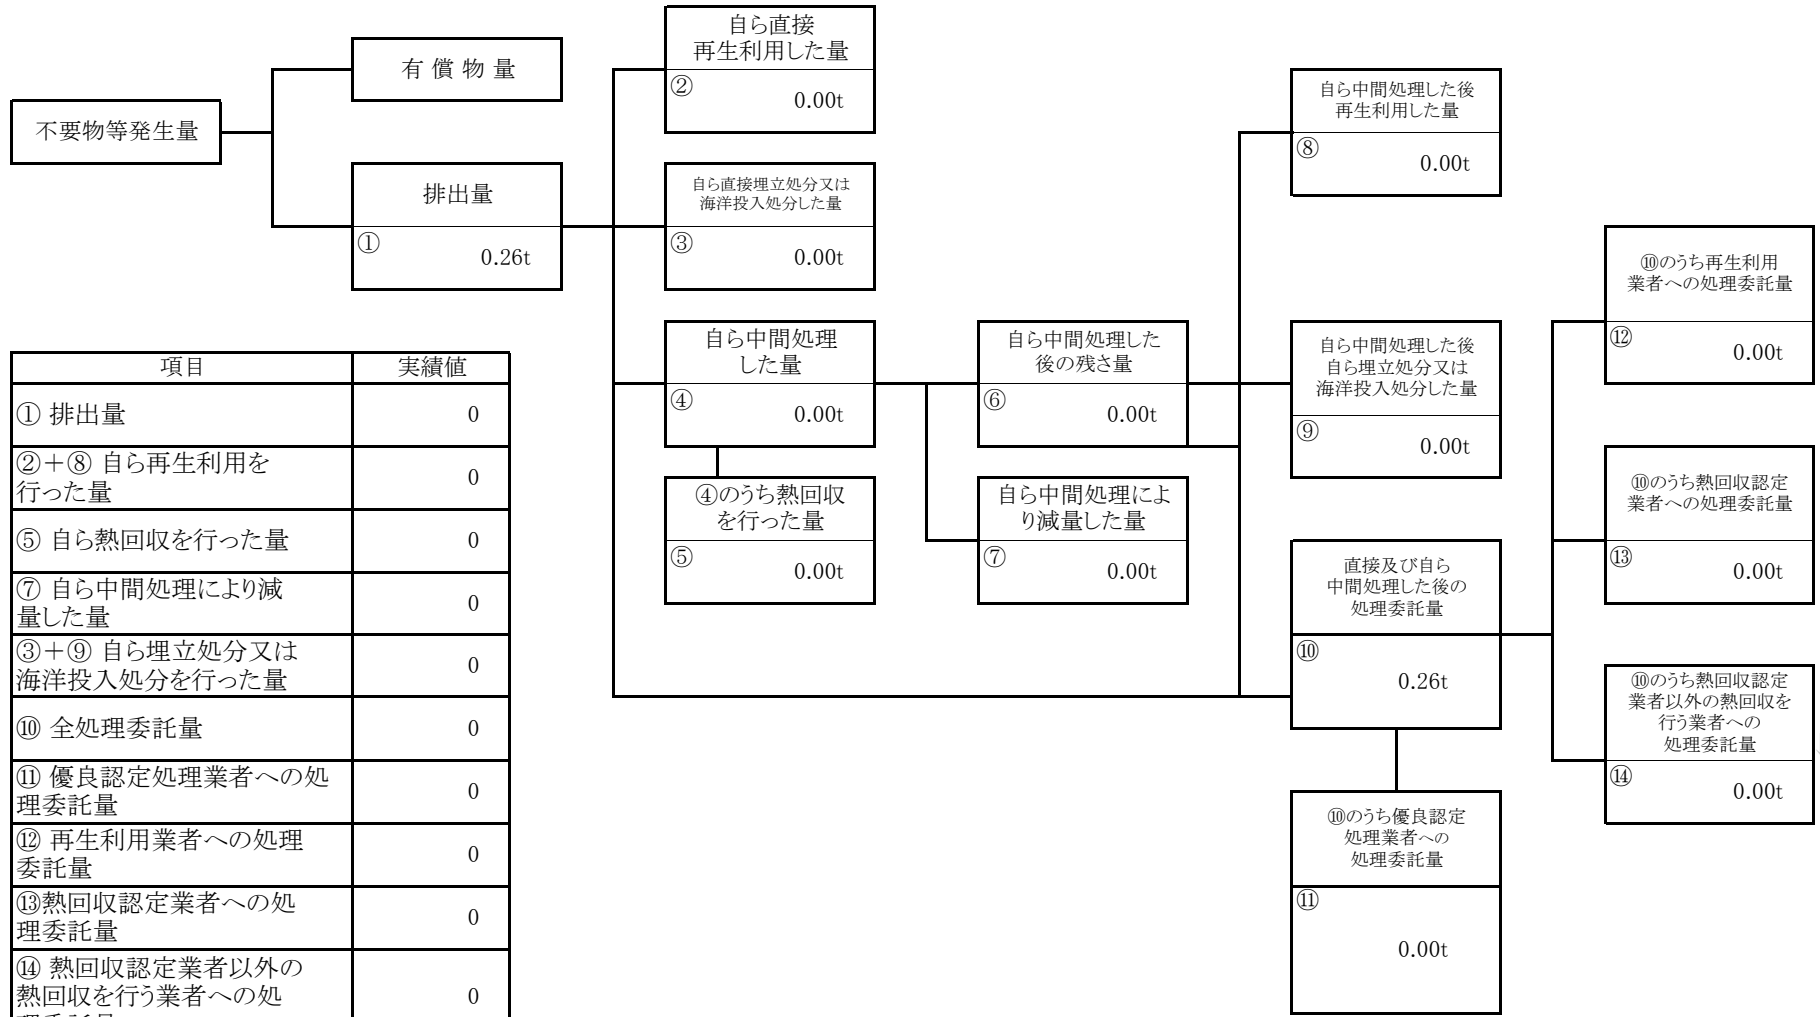 不要物等発生量
有 償 物 量
排出量
①
0.26t
自ら直接
再生利用した量
②
0.00t
自ら直接埋立処分又は
海洋投入処分した量
③
0.00t
自ら中間処理
した量
④
0.00t
④のうち熱回収
を行った量
⑤
0.00t
自ら中間処理した
後の残さ量
⑥
0.00t
自ら中間処理によ
り減量した量
⑦
0.00t
自ら中間処理した後
再生利用した量
⑧
0.00t
自ら中間処理した後
自ら埋立処分又は
海洋投入処分した量
⑨
0.00t
直接及び自ら
中間処理した後の
処理委託量
⑩
0.26t
⑩のうち優良認定
処理業者への
処理委託量
⑪
0.00t
⑩のうち再生利用
業者への処理委託量
⑫
0.00t
⑩のうち熱回収認定
業者への処理委託量
⑬
0.00t
⑩のうち熱回収認定
業者以外の熱回収を
行う業者への
処理委託量
⑭
0.00t
項目 実績値
① 排出量 0
②＋⑧ 自ら再生利用を
行った量 0
⑤ 自ら熱回収を行った量 0
⑦ 自ら中間処理により減
量した量 0
③＋⑨ 自ら埋立処分又は
海洋投入処分を行った量 0
⑩ 全処理委託量 0
⑪ 優良認定処理業者への処
理委託量 0
⑫ 再生利用業者への処理
委託量 0
⑬熱回収認定業者への処
理委託量 0
⑭ 熱回収認定業者以外の
熱回収を行う業者への処 0